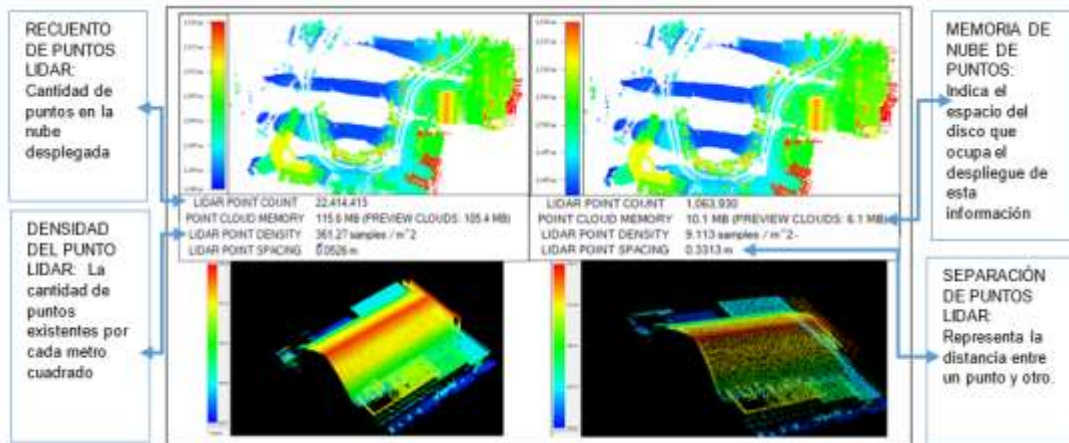 RECUENTO
DE PUNTOS
LIDAR:
Cantidad de
puntos en la
nube
desplegada
DENSIDAD
DEL PUNTO
LIDAR: La
cantidad de
puntos
existentes por
cada metro
cuadrado
LIDAR POINT COUNT 22,414,413
POINT CLOUD MEMORY 115.6 MB (PREVIEW CLOUDS: 105.4 MB)
LIDAR POINT DENSITY 361.27 samples / m^2
LIDAR POINT SPACING 0.0526 m
LIDAR POINT COUNT 1,063,930
POINT CLOUD MEMORY 10.1 MB (PREVIEW CLOUDS: 6.1 MB)
LIDAR POINT DENSITY 9.113 samples / m^2 -
LIDAR POINT SPACING 0.3313 m
MEMORIA DE
NUBE DE
PUNTOS:
Indica el
espacio del
disco que
ocupa el
despliegue de
esta
información
SEPARACIÓN
DE PUNTOS
LIDAR:
Representa la
distancia entre
un punto y otro.